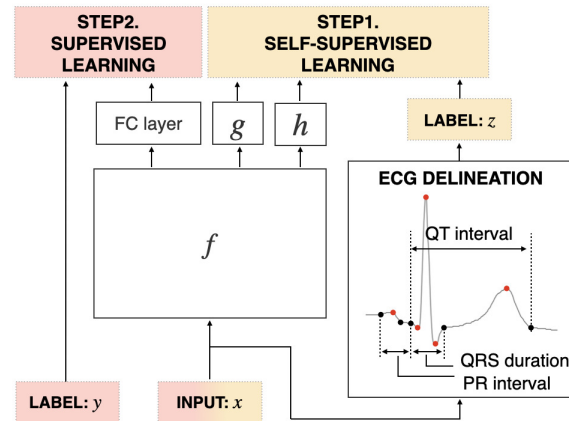 STEP2.
SUPERVISED
LEARNING
STEP1.
SELF-SUPERVISED
LEARNING
FC layer
g
h
LABEL: z
f
ECG DELINEATION
QT interval
QRS duration
PR interval
LABEL: y
INPUT: x